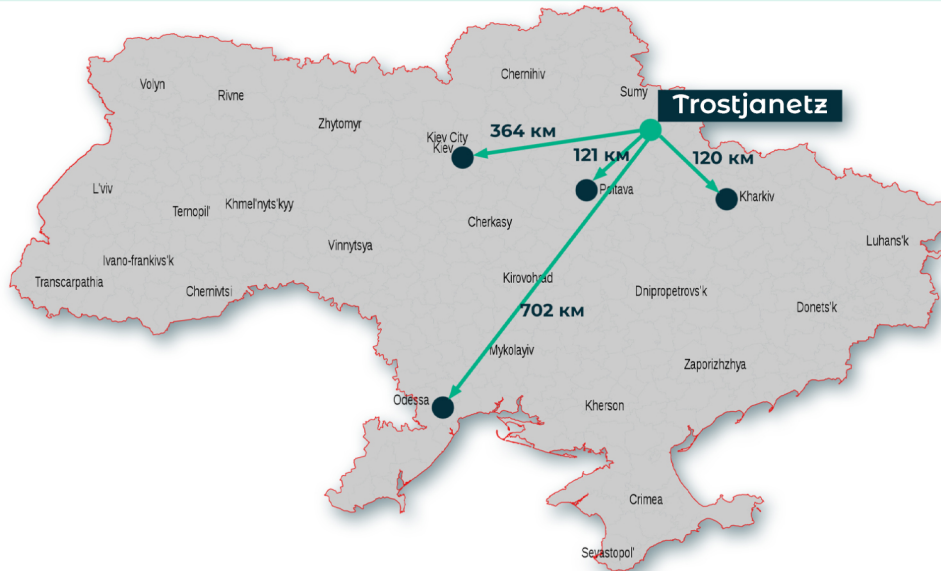 Chernihiv
Volyn
Rivne
Sumy
Trostjanetz
Zhytomyr
Kiev City
Kiev
364 км
121 км
120 км
L'viv
Poltava
Kharkiv
Ternopil'
Khmel'nyts'kyy
Cherkasy
Vinnytsya
Luhans'k
Ivano-frankivs'k
Transcarpathia
Chernivtsi
Kirovohrad
Dnipropetrovs'k
Donets'k
702 км
Mykolayiv
Zaporizhzhya
Odessa
Kherson
Crimea
Sevastopol'